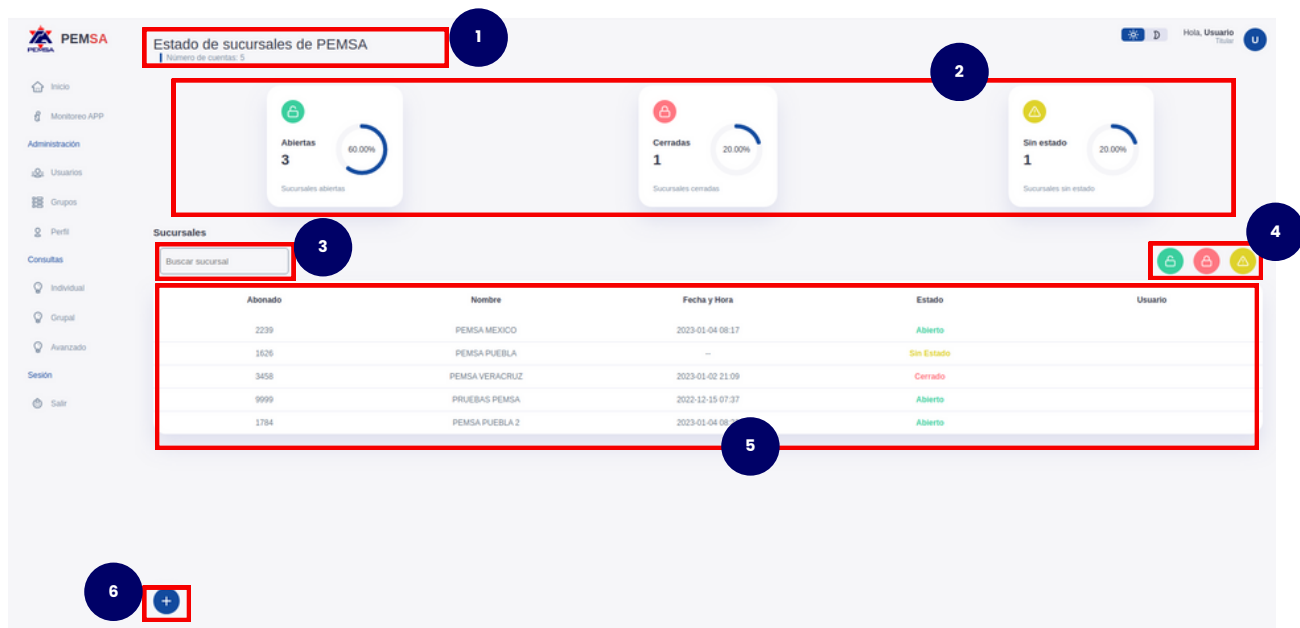 PEMSA
PEMSA
Inicio
Monitoreo APP
Administración
Usuarios
Grupos
Perfil
Consultas
Individual
Grupal
Avanzado
Sesión
Salir
Estado de sucursales de PEMSA
Número de cuentas: 5
1
D
Hola, Usuario
Titular
U
2
Abiertas
3
60.00%
Sucursales abiertas
Cerradas
1
20.00%
Sucursales cerradas
Sin estado
1
20.00%
Sucursales sin estado
Sucursales
3
Buscar sucursal
4
Abonado Nombre Fecha y Hora Estado Usuario
2239 PEMSA MEXICO 2023-01-04 08:17 Abierto
1626 PEMSA PUEBLA -- Sin Estado
3458 PEMSA VERACRUZ 2023-01-02 21:09 Cerrado
9999 PRUEBAS PEMSA 2022-12-15 07:37 Abierto
1784 PEMSA PUEBLA 2 2023-01-04 Abierto
5
6
+